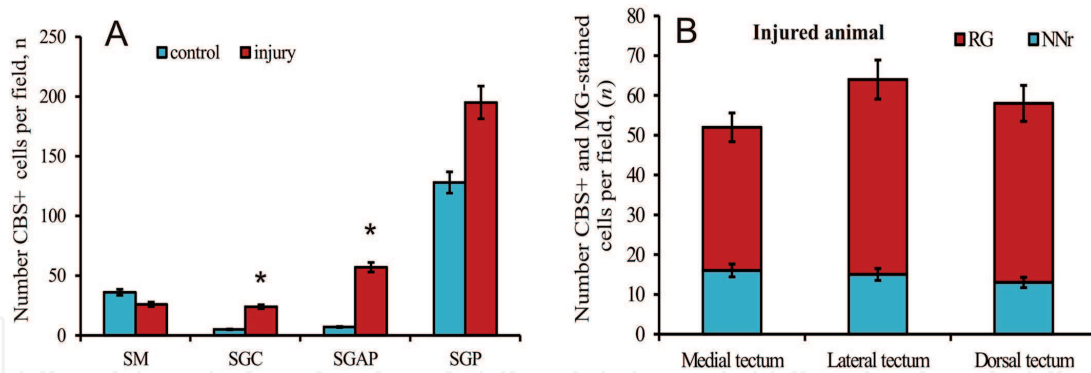 A
control injury
Number CBS+ cells per field, n
250
200
150
100
50
0
*
*
SM SGC SGAP SGP
B
Injured animal
RG NNr
Number CBS+ and MG-stained
cells per field, (n)
80
70
60
50
40
30
20
10
0
Medial tectum Lateral tectum Dorsal tectum